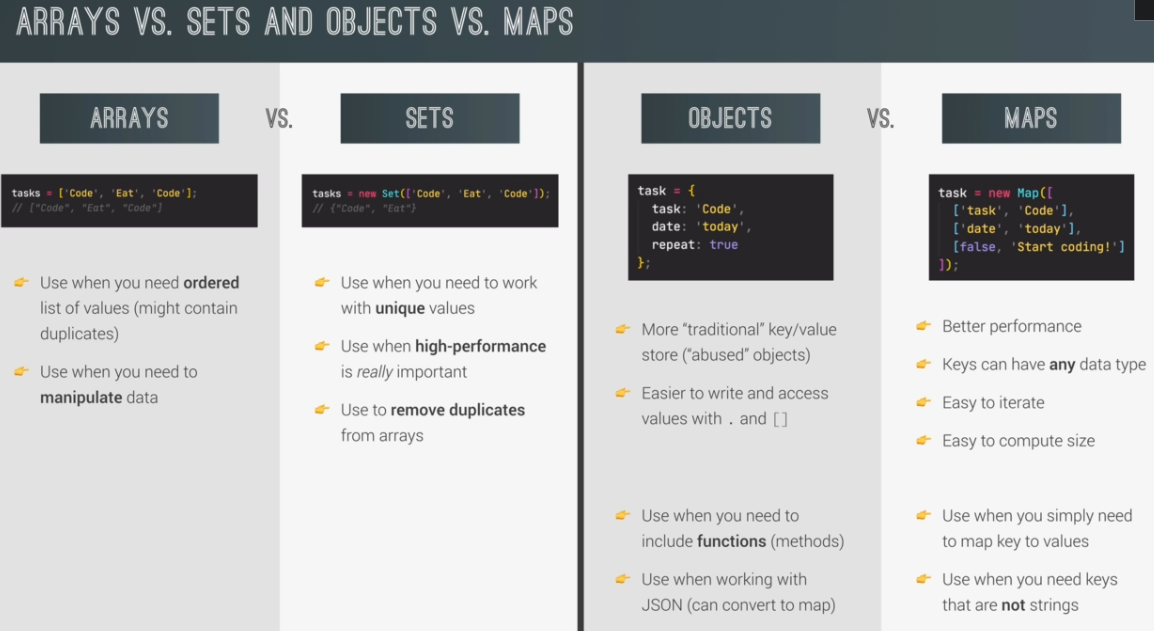 ARRAYS VS. SETS AND OBJECTS VS. MAPS
ARRAYS
VS.
SETS
tasks = ['Code', 'Eat', 'Code'];
// ["Code", "Eat", "Code"]
tasks = new Set(['Code', 'Eat', 'Code']);
// {"Code", "Eat"}
Use when you need ordered
list of values (might contain
duplicates)
Use when you need to
manipulate data
Use when you need to work
with unique values
Use when high-performance
is really important
Use to remove duplicates
from arrays
OBJECTS
VS.
MAPS
task = {
task: 'Code',
date: 'today',
repeat: true
};
task = new Map([
['task', 'Code'],
['date', 'today'],
[false, 'Start coding!']
]);
More “traditional” key/value
store (“abused” objects)
Easier to write and access
values with . and []
Use when you need to
include functions (methods)
Use when working with
JSON (can convert to map)
Better performance
Keys can have any data type
Easy to iterate
Easy to compute size
Use when you simply need
to map key to values
Use when you need keys
that are not strings